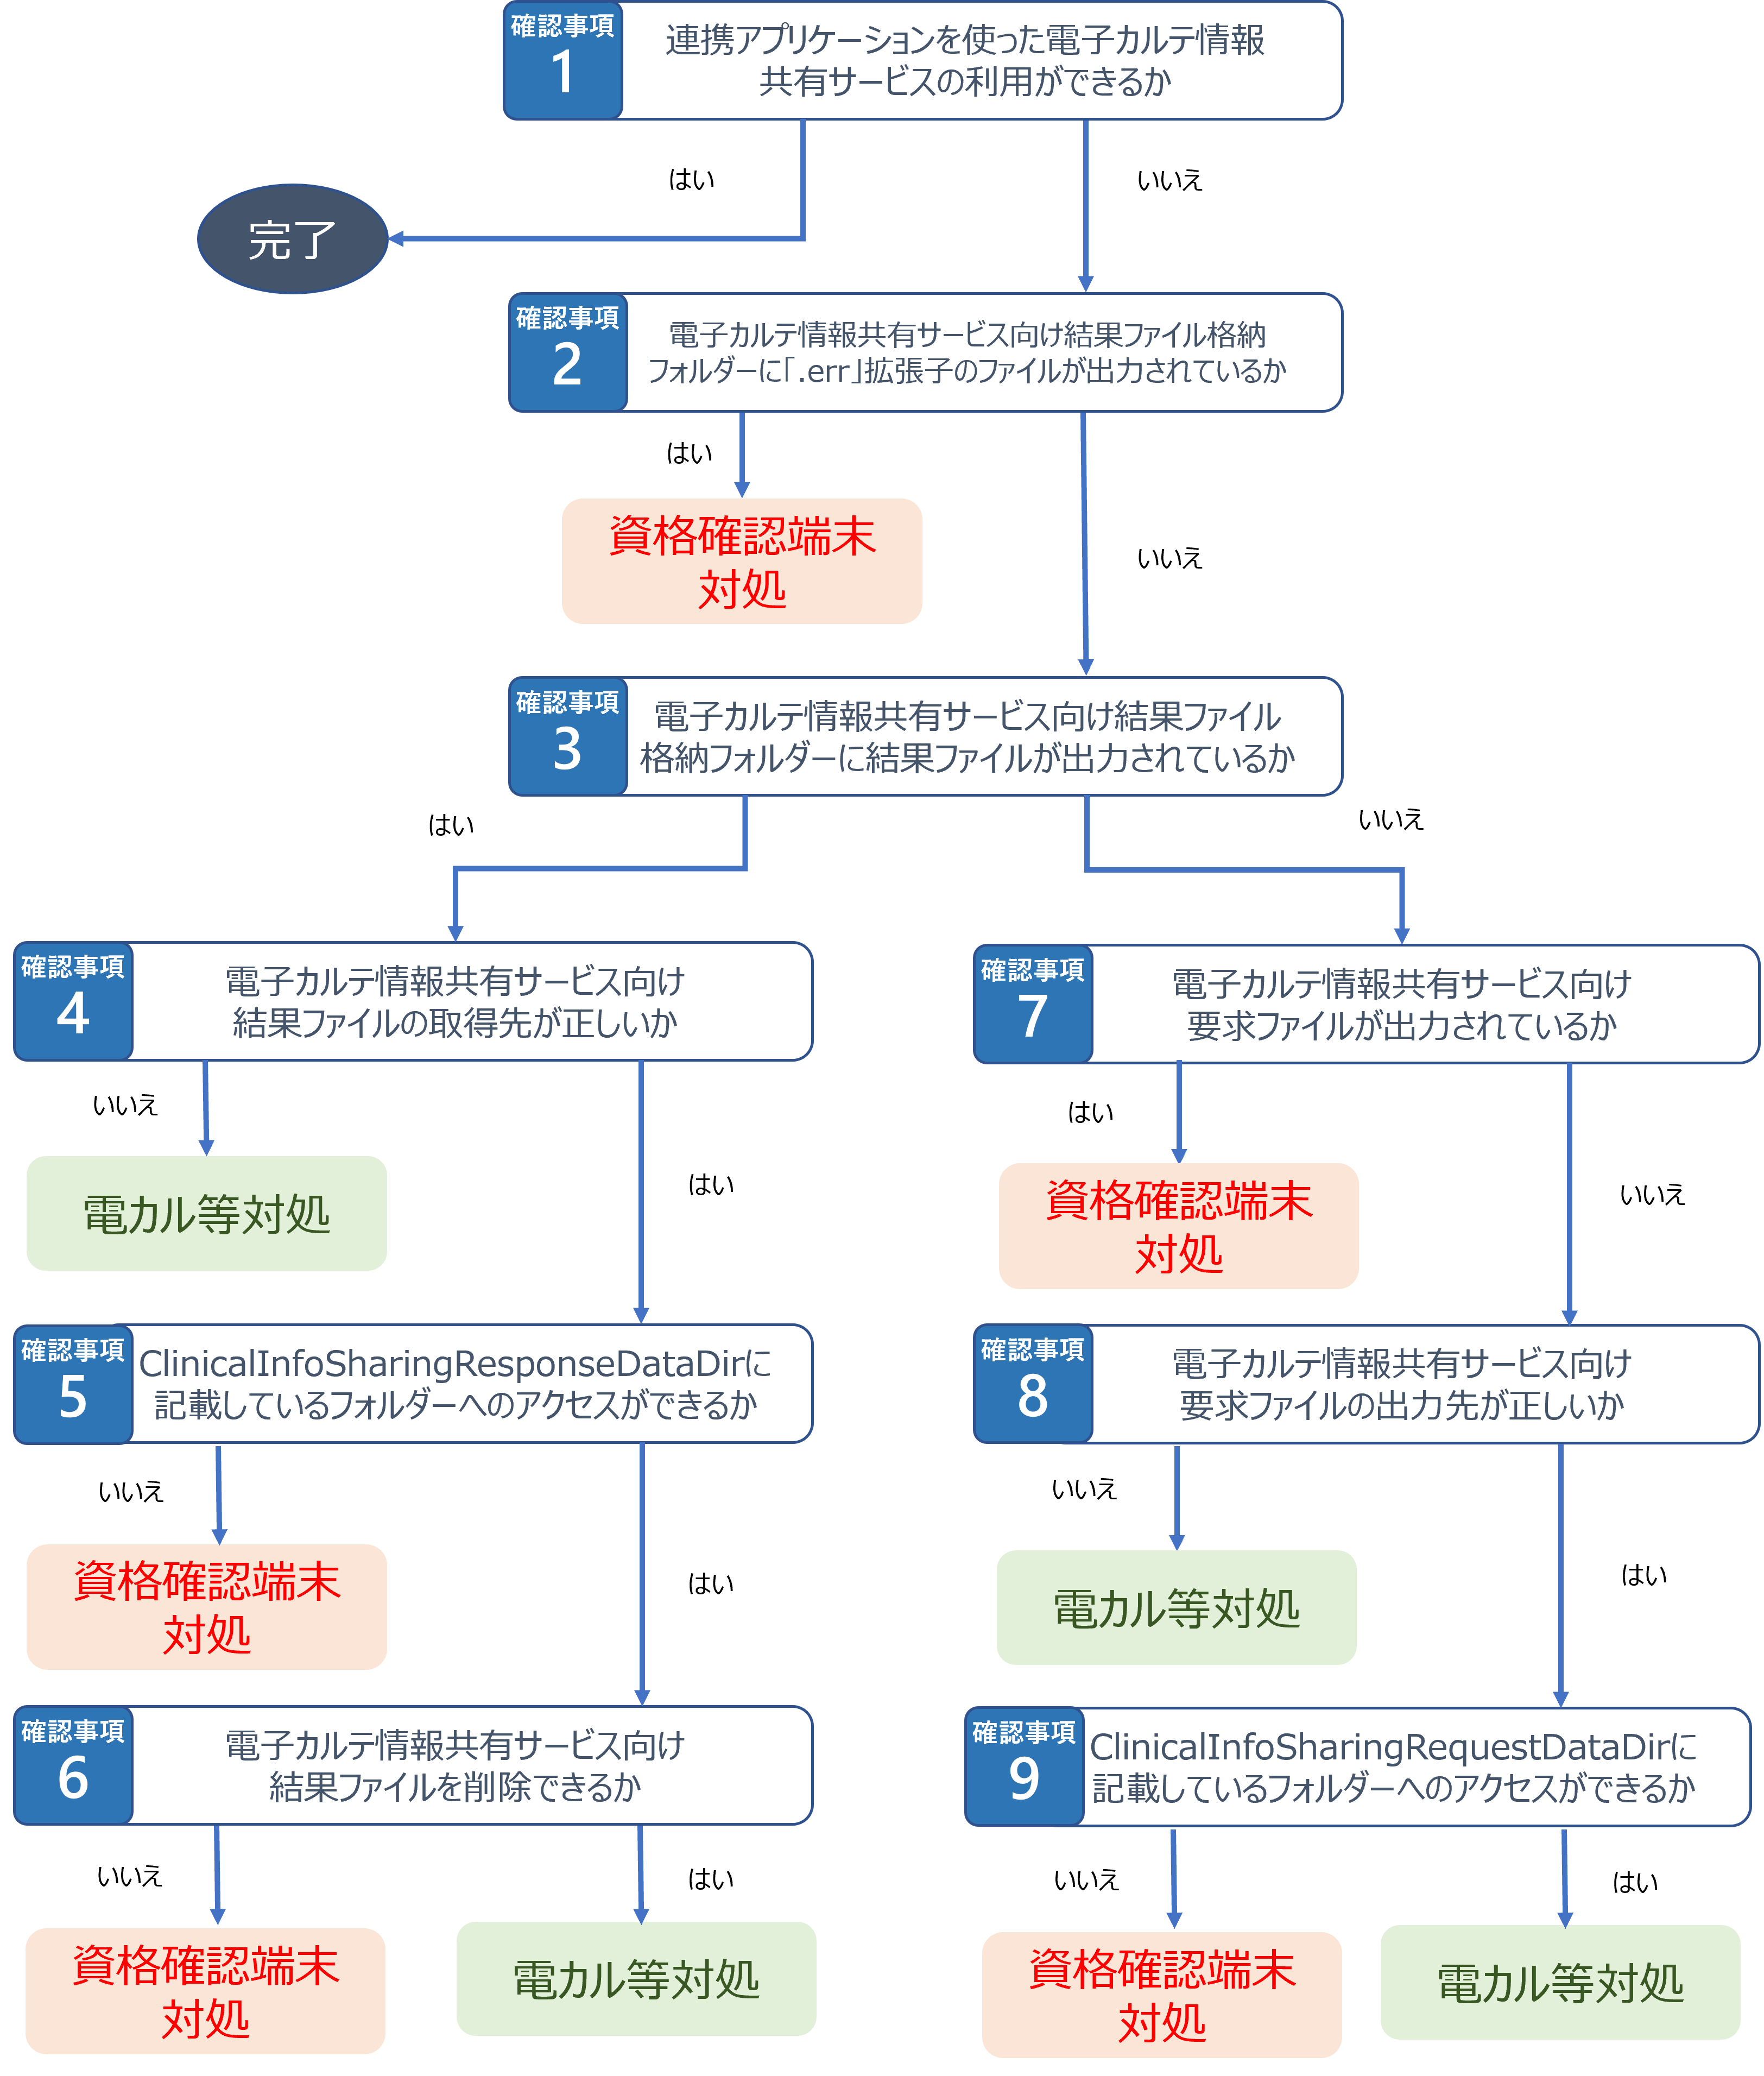 確認事項
1
連携アプリケーションを使った電子カルテ情報
共有サービスの利用ができるか
はい
いいえ
完了
確認事項
2
電子カルテ情報共有サービス向け結果ファイル格納
フォルダーに「.err」拡張子のファイルが出力されているか
はい
資格確認端末
対処
いいえ
確認事項
3
電子カルテ情報共有サービス向け結果ファイル
格納フォルダーに結果ファイルが出力されているか
はい
いいえ
確認事項
4
電子カルテ情報共有サービス向け
結果ファイルの取得先が正しいか
いいえ
電カル等対処
はい
確認事項
7
電子カルテ情報共有サービス向け
要求ファイルが出力されているか
はい
資格確認端末
対処
いいえ
確認事項
5
ClinicalInfoSharingResponseDataDirに
記載しているフォルダーへのアクセスができるか
いいえ
資格確認端末
対処
はい
確認事項
8
電子カルテ情報共有サービス向け
要求ファイルの出力先が正しいか
いいえ
電カル等対処
はい
確認事項
6
電子カルテ情報共有サービス向け
結果ファイルを削除できるか
いいえ
資格確認端末
対処
はい
電カル等対処
確認事項
9
ClinicalInfoSharingRequestDataDirに
記載しているフォルダーへのアクセスができるか
いいえ
資格確認端末
対処
はい
電カル等対処